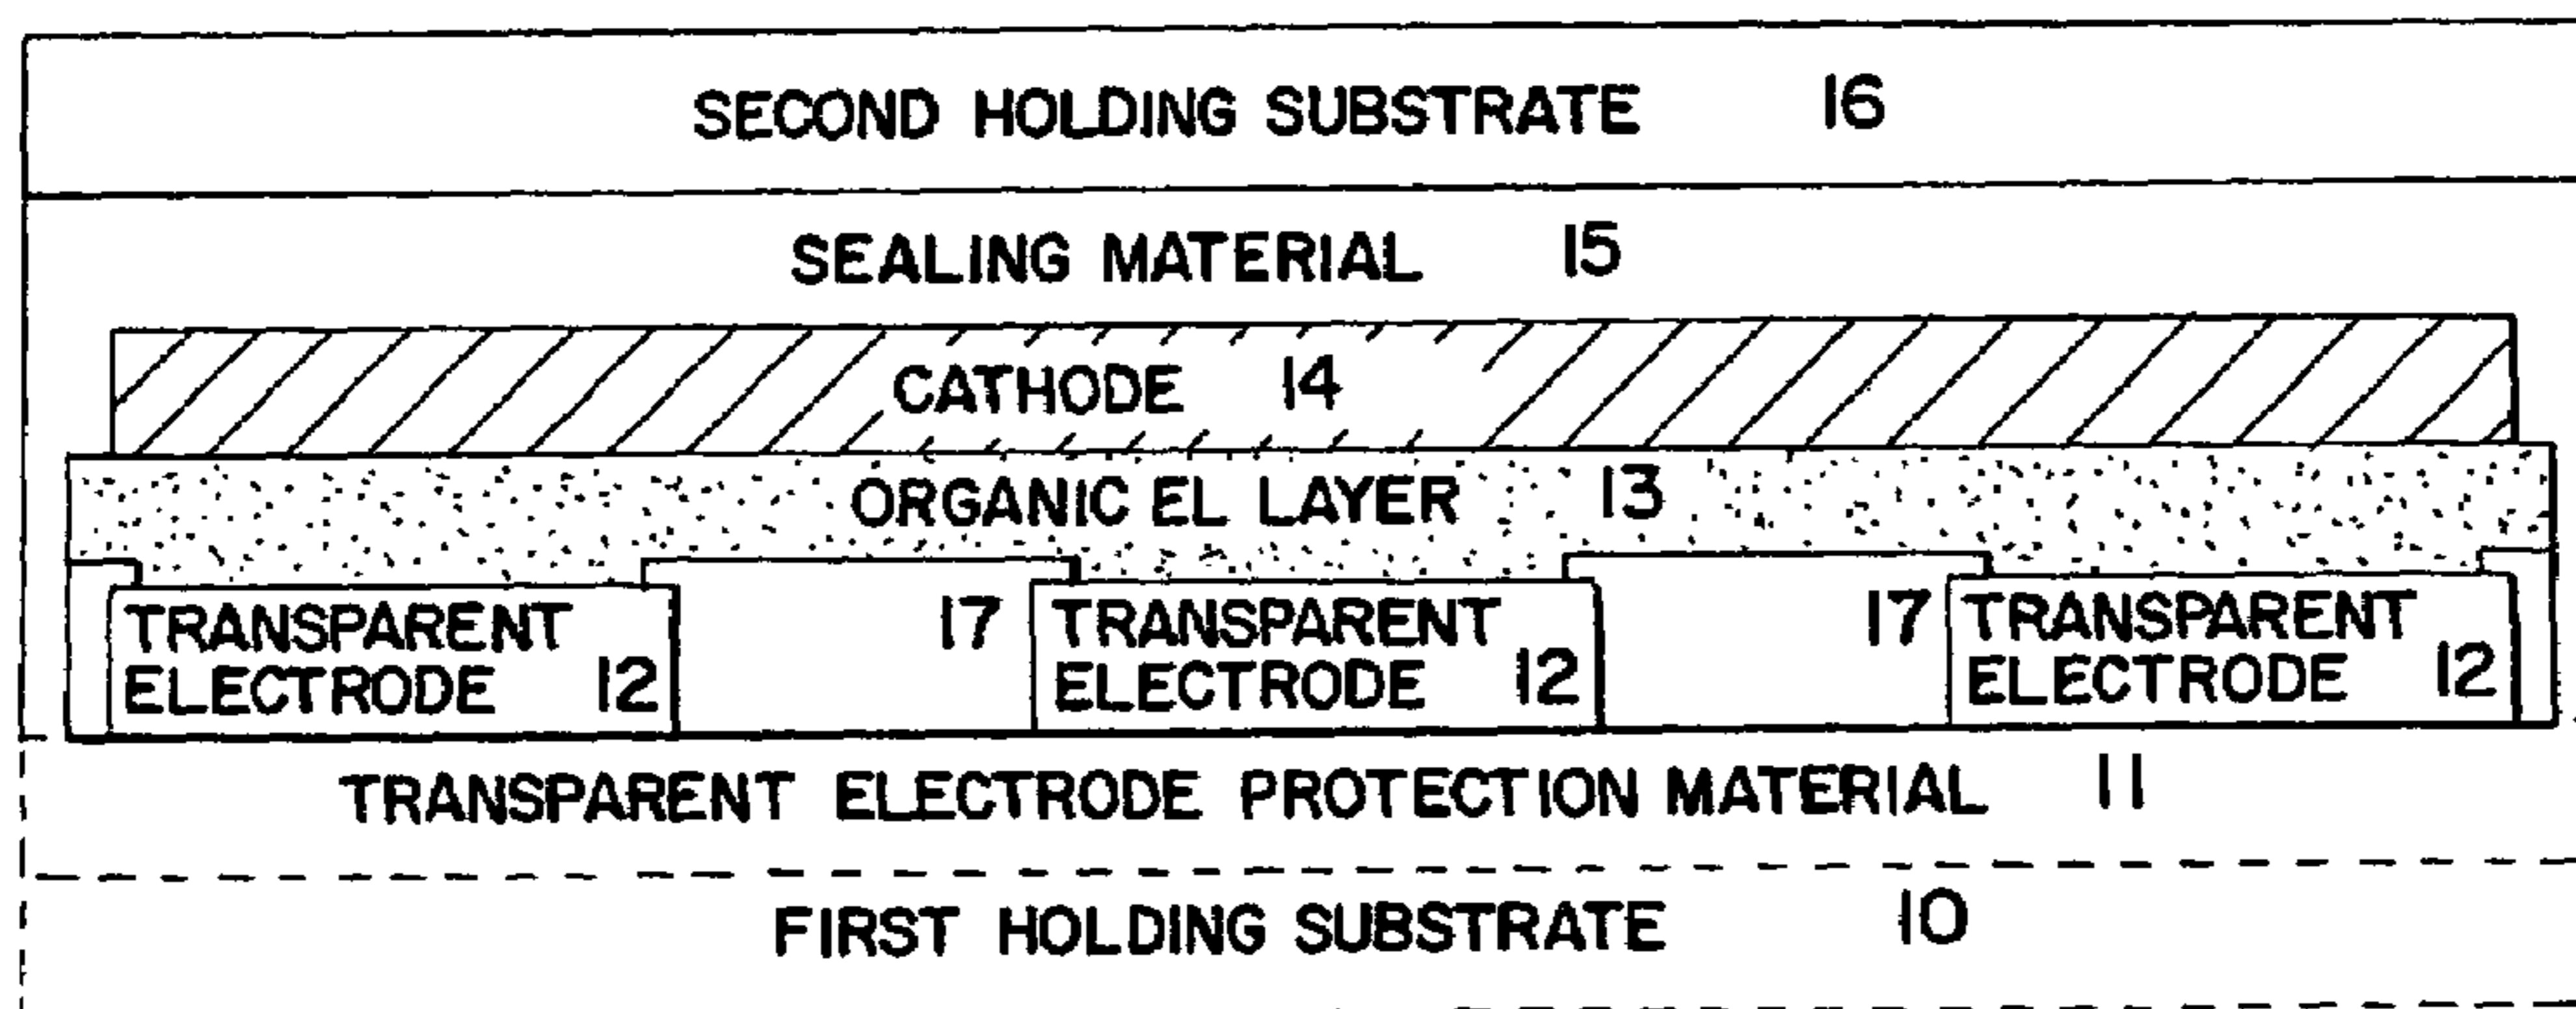 SECOND HOLDING SUBSTRATE 16
SEALING MATERIAL 15
CATHODE 14
ORGANIC EL LAYER 13
TRANSPARENT ELECTRODE 12
17
TRANSPARENT ELECTRODE 12
17
TRANSPARENT ELECTRODE 12
TRANSPARENT ELECTRODE PROTECTION MATERIAL 11
FIRST HOLDING SUBSTRATE 10